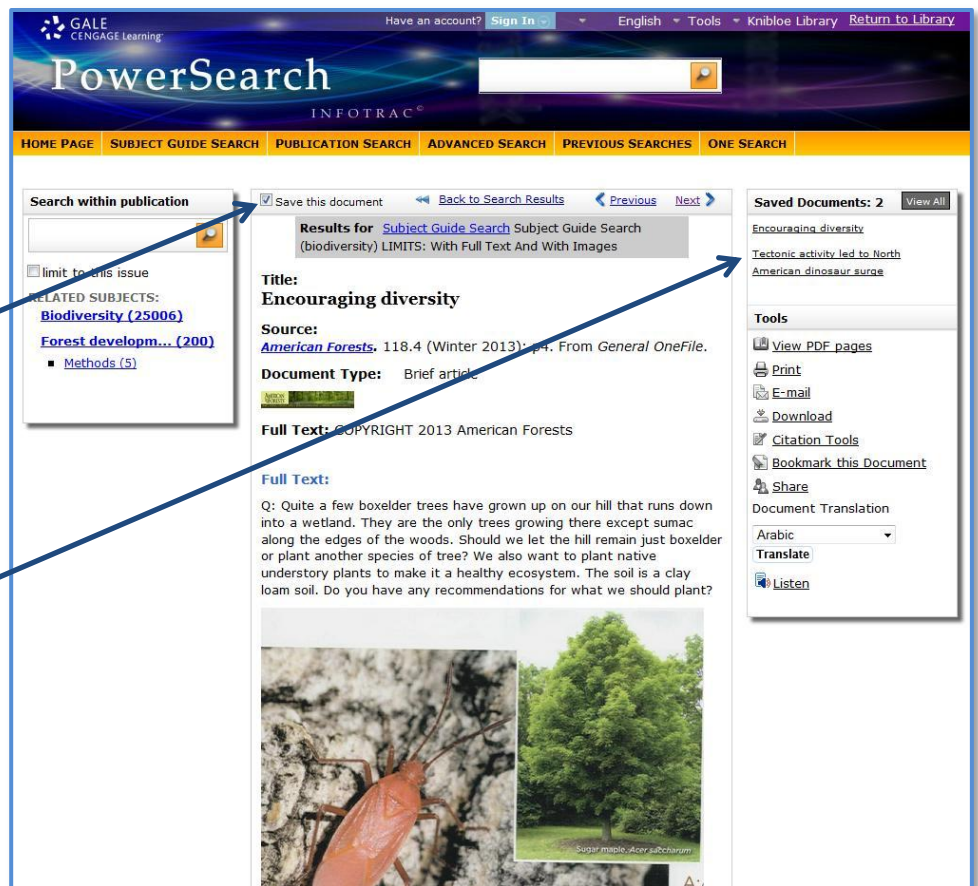 GALE
CENGAGE Learning
Have an account? Sign In English Tools Knibloe Library Return to Library
PowerSearch
INFOTRAC©
HOME PAGE SUBJECT GUIDE SEARCH PUBLICATION SEARCH ADVANCED SEARCH PREVIOUS SEARCHES ONE SEARCH
Search within publication
limit to this issue
RELATED SUBJECTS:
Biodiversity (25006)
Forest developm... (200)
Methods (5)
Save this document Back to Search Results Previous Next
Results for Subject Guide Search Subject Guide Search
(biodiversity) LIMITS: With Full Text And With Images
Title:
Encouraging diversity
Source:
American Forests. 118.4 (Winter 2013): p4. From General OneFile.
Document Type: Brief article
Full Text: COPYRIGHT 2013 American Forests
Full Text:
Q: Quite a few boxelder trees have grown up on our hill that runs down
into a wetland. They are the only trees growing there except sumac
along the edges of the woods. Should we let the hill remain just boxelder
or plant another species of tree? We also want to plant native
understory plants to make it a healthy ecosystem. The soil is a clay
loam soil. Do you have any recommendations for what we should plant?
Sugar maple, Acer saccharum
Saved Documents: 2 View All
Encouraging diversity
Tectonic activity led to North
American dinosaur surge
Tools
View PDF pages
Print
E-mail
Download
Citation Tools
Bookmark this Document
Share
Document Translation
Arabic
Translate
Listen